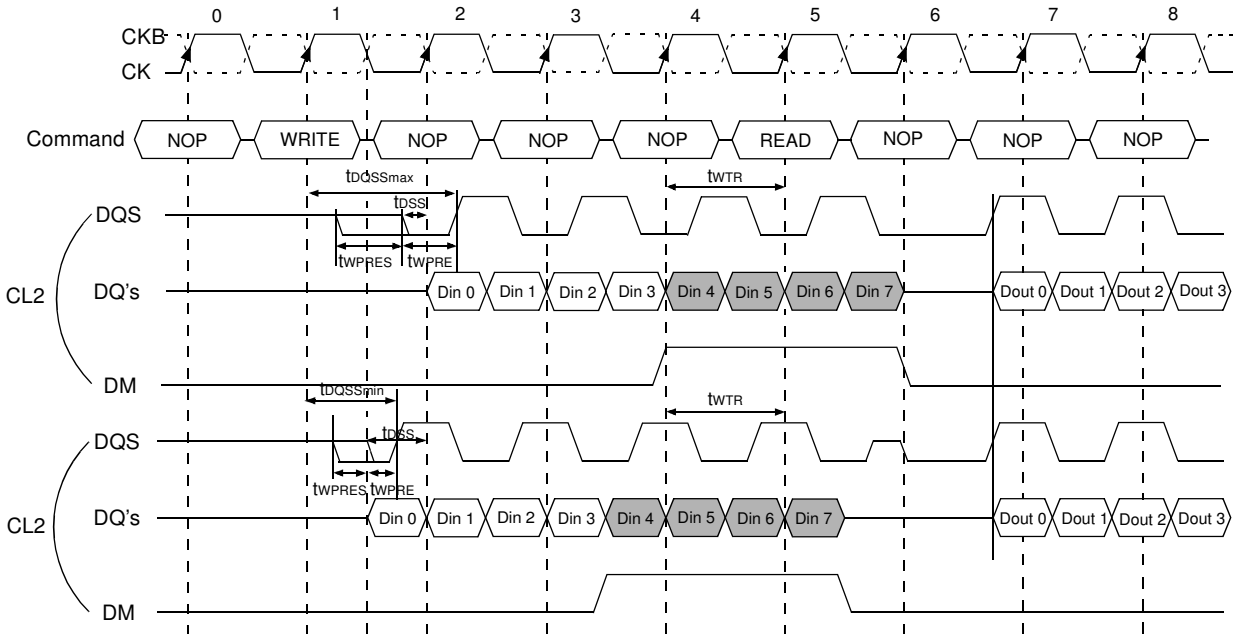 0 1 2 3 4 5 6 7 8
CKB
CK
Command NOP WRITE NOP NOP NOP READ NOP NOP NOP
tDQSSmax tWTR
tDSS
DQS
tWPRES tWPRE
CL2 DQ's Din 0 Din 1 Din 2 Din 3 Din 4 Din 5 Din 6 Din 7 Dout 0 Dout 1 Dout 2 Dout 3
DM
tDQSSmin tWTR
DQS tDSS
tWPRES tWPRE
CL2 DQ's Din 0 Din 1 Din 2 Din 3 Din 4 Din 5 Din 6 Din 7 Dout 0 Dout 1 Dout 2 Dout 3
DM